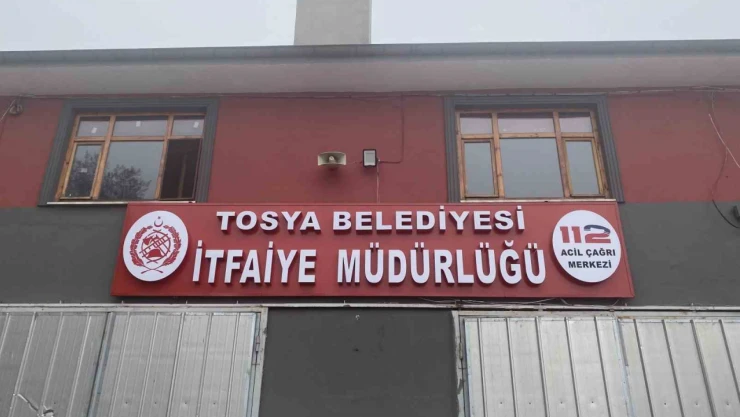 TOSYA BELEDİYESİ
İTFAİYE MÜDÜRLÜĞÜ
112
ACİL ÇAĞRI
MERKEZİ